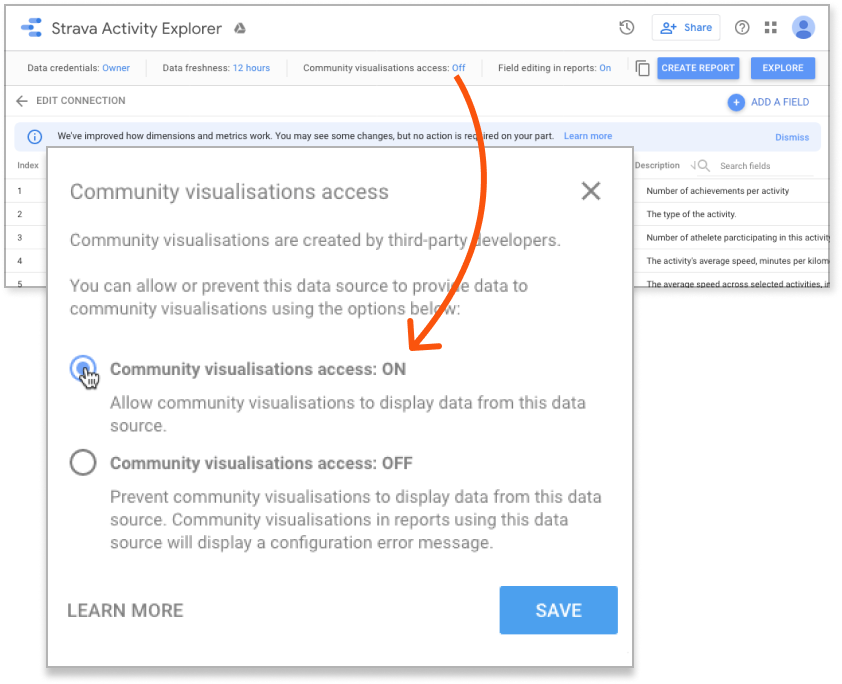 Strava Activity Explorer
Share
Data credentials: Owner
Data freshness: 12 hours
Community visualisations access: Off
Field editing in reports: On
CREATE REPORT
EXPLORE
EDIT CONNECTION
ADD A FIELD
We've improved how dimensions and metrics work. You may see some changes, but no action is required on your part. Learn more
Dismiss
Index
Description
Search fields
1
Number of achievements per activity
2
The type of the activity.
3
Number of athelete parcticipating in this activity
4
The activity's average speed, minutes per kilom
5
The average speed across selected activities, in
Community visualisations access
Community visualisations are created by third-party developers.
You can allow or prevent this data source to provide data to
community visualisations using the options below:
Community visualisations access: ON
Allow community visualisations to display data from this data
source.
Community visualisations access: OFF
Prevent community visualisations to display data from this data
source. Community visualisations in reports using this data
source will display a configuration error message.
LEARN MORE
SAVE